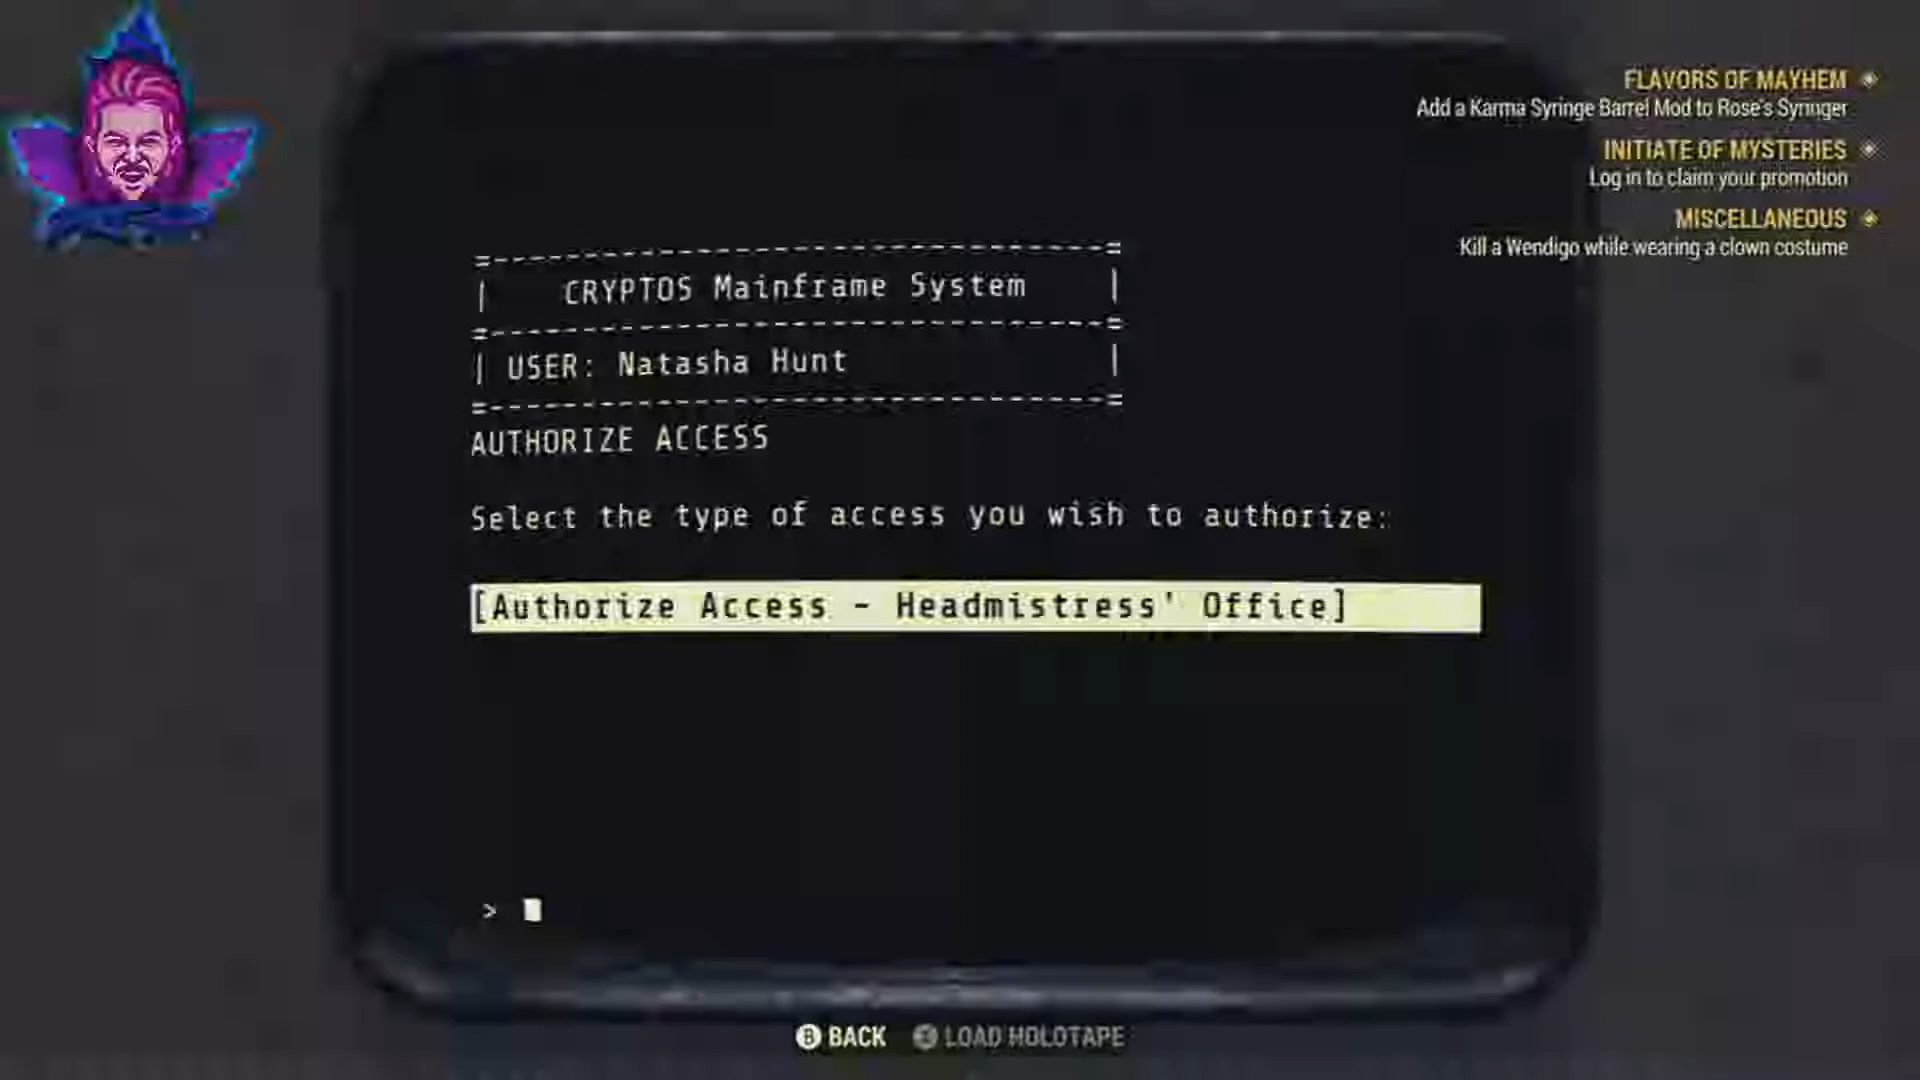 FLAVORS OF MAYHEM
Add a Karma Syringe Barrel Mod to Rose's Syringer
INITIATE OF MYSTERIES
Log in to claim your promotion
MISCELLANEOUS
Kill a Wendigo while wearing a clown costume
CRYPTOS Mainframe System
USER: Natasha Hunt
AUTHORIZE ACCESS
Select the type of access you wish to authorize:
[Authorize Access - Headmistress' Office]
>
B BACK LOAD HOLOTAPE